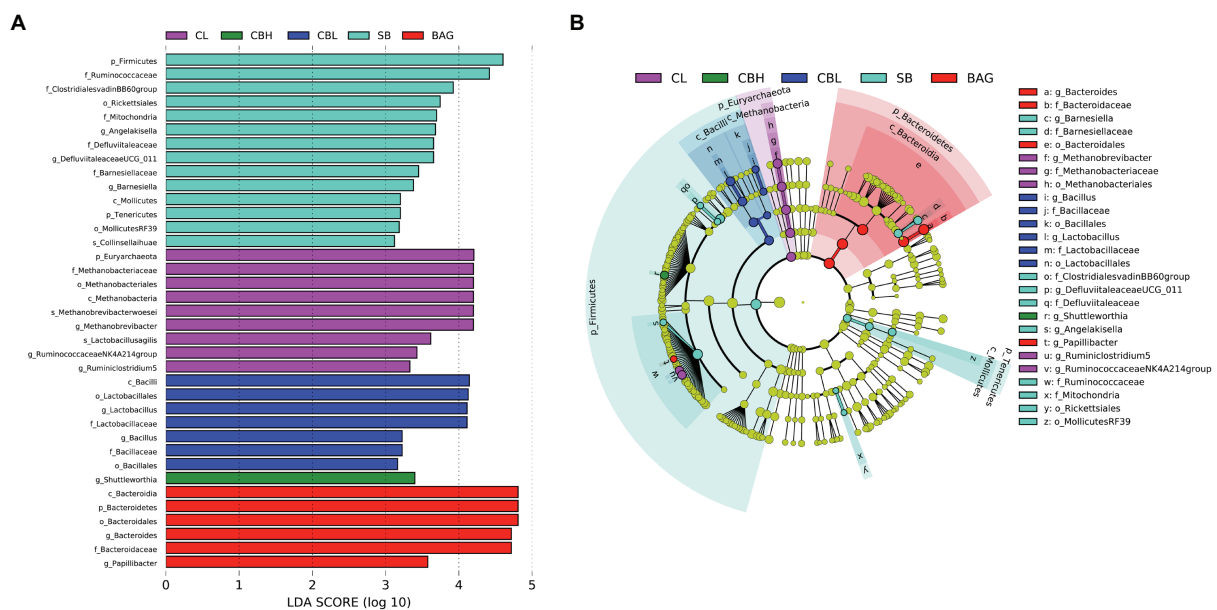 A
CL CBH CBL SB BAG
p_Firmicutes
f_Ruminococcaceae
f_ClostridialesvadinBB60group
o_Rickettsiales
f_Mitochondria
g_Angelakisella
f_Defluviitaleaceae
g_DefluviitaleaceaeUCG_011
f_Barnesiellaceae
g_Barnesiella
c_Mollicutes
p_Tenericutes
o_MollicutesRF39
s_Collinsellaihuae
p_Euryarchaeota
f_Methanobacteriaceae
o_Methanobacteriales
c_Methanobacteria
s_Methanobrevibacterwoesei
g_Methanobrevibacter
s_Lactobacillusagilis
g_RuminococcaceaeNK4A214group
g_Ruminiclostridium5
c_Bacilli
o_Lactobacillales
g_Lactobacillus
f_Lactobacillaceae
g_Bacillus
f_Bacillaceae
o_Bacillales
g_Shuttleworthia
c_Bacteroidia
p_Bacteroidetes
o_Bacteroidales
g_Bacteroides
f_Bacteroidaceae
g_Papillibacter
0 1 2 3 4 5
LDA SCORE (log 10)
B
CL CBH CBL SB BAG
p_Euryarchaeota
c_Methanobacteria
c_Bacilli
p_Bacteroidetes
c_Bacteroidia
p_Firmicutes
p_Tenericutes
c_Mollicutes
n
m
k
j
h
g
e
d
b
s
w
x
y
z
a: g_Bacteroides
b: f_Bacteroidaceae
c: g_Barnesiella
d: f_Barnesiellaceae
e: o_Bacteroidales
f: g_Methanobrevibacter
g: f_Methanobacteriaceae
h: o_Methanobacteriales
i: g_Bacillus
j: f_Bacillaceae
k: o_Bacillales
l: g_Lactobacillus
m: f_Lactobacillaceae
n: o_Lactobacillales
o: f_ClostridialesvadinBB60group
p: g_DefluviitaleaceaeUCG_011
q: f_Defluviitaleaceae
r: g_Shuttleworthia
s: g_Angelakisella
t: g_Papillibacter
u: g_Ruminiclostridium5
v: g_RuminococcaceaeNK4A214group
w: f_Ruminococcaceae
x: f_Mitochondria
y: o_Rickettsiales
z: o_MollicutesRF39